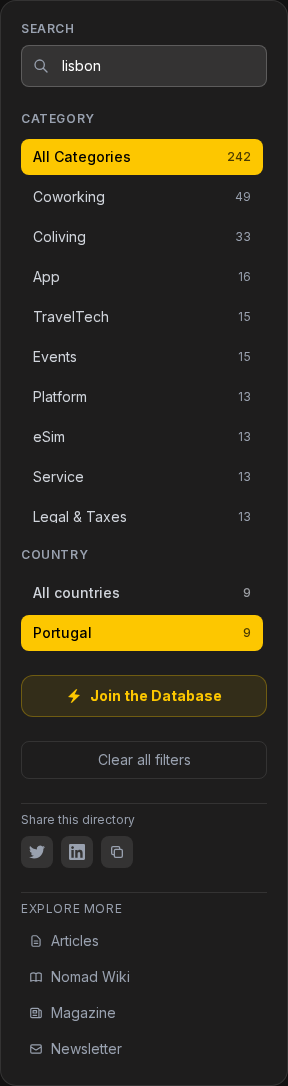 SEARCH
lisbon
CATEGORY
All Categories 242
Coworking 49
Coliving 33
App 16
TravelTech 15
Events 15
Platform 13
eSim 13
Service 13
Legal & Taxes 13
COUNTRY
All countries 9
Portugal 9
Join the Database
Clear all filters
Share this directory
EXPLORE MORE
Articles
Nomad Wiki
Magazine
Newsletter